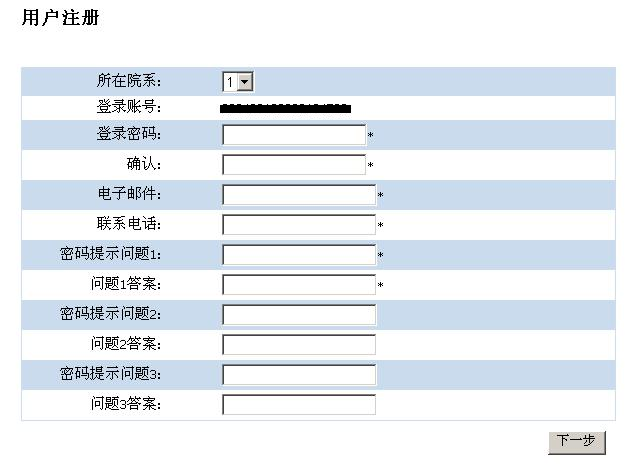 用户注册
所在院系： 1
登录账号：
登录密码： *
确认： *
电子邮件： *
联系电话： *
密码提示问题1： *
问题1答案： *
密码提示问题2：
问题2答案：
密码提示问题3：
问题3答案：
下一步